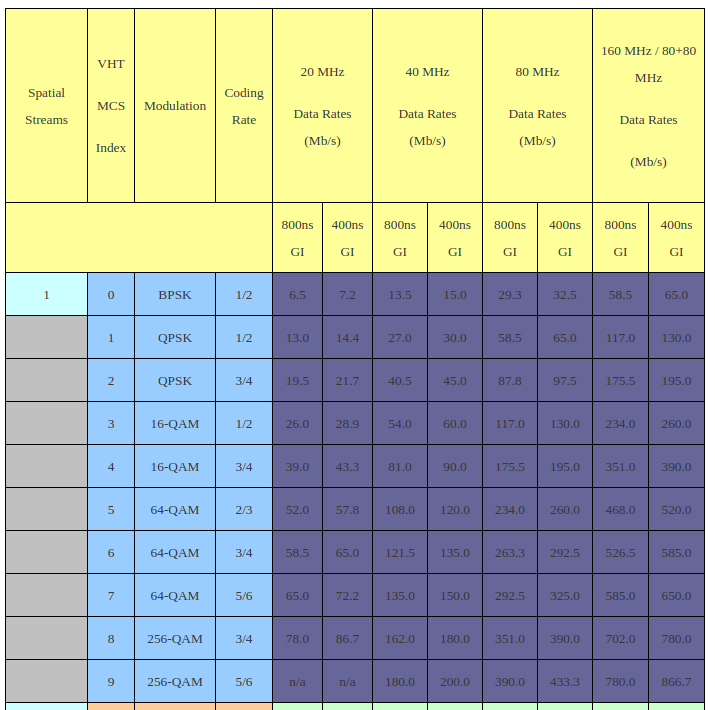 Spatial Streams VHT MCS Index Modulation Coding Rate 20 MHz Data Rates (Mb/s) 40 MHz Data Rates (Mb/s) 80 MHz Data Rates (Mb/s) 160 MHz / 80+80 MHz Data Rates (Mb/s)
800ns GI 400ns GI 800ns GI 400ns GI 800ns GI 400ns GI 800ns GI 400ns GI
1 0 BPSK 1/2 6.5 7.2 13.5 15.0 29.3 32.5 58.5 65.0
1 QPSK 1/2 13.0 14.4 27.0 30.0 58.5 65.0 117.0 130.0
2 QPSK 3/4 19.5 21.7 40.5 45.0 87.8 97.5 175.5 195.0
3 16-QAM 1/2 26.0 28.9 54.0 60.0 117.0 130.0 234.0 260.0
4 16-QAM 3/4 39.0 43.3 81.0 90.0 175.5 195.0 351.0 390.0
5 64-QAM 2/3 52.0 57.8 108.0 120.0 234.0 260.0 468.0 520.0
6 64-QAM 3/4 58.5 65.0 121.5 135.0 263.3 292.5 526.5 585.0
7 64-QAM 5/6 65.0 72.2 135.0 150.0 292.5 325.0 585.0 650.0
8 256-QAM 3/4 78.0 86.7 162.0 180.0 351.0 390.0 702.0 780.0
9 256-QAM 5/6 n/a n/a 180.0 200.0 390.0 433.3 780.0 866.7